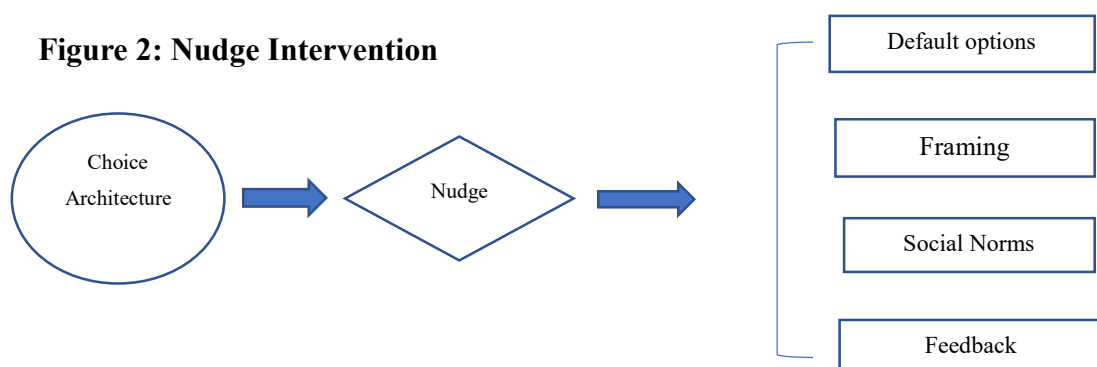 Figure 2: Nudge Intervention
Choice
Architecture
Nudge
Default options
Framing
Social Norms
Feedback